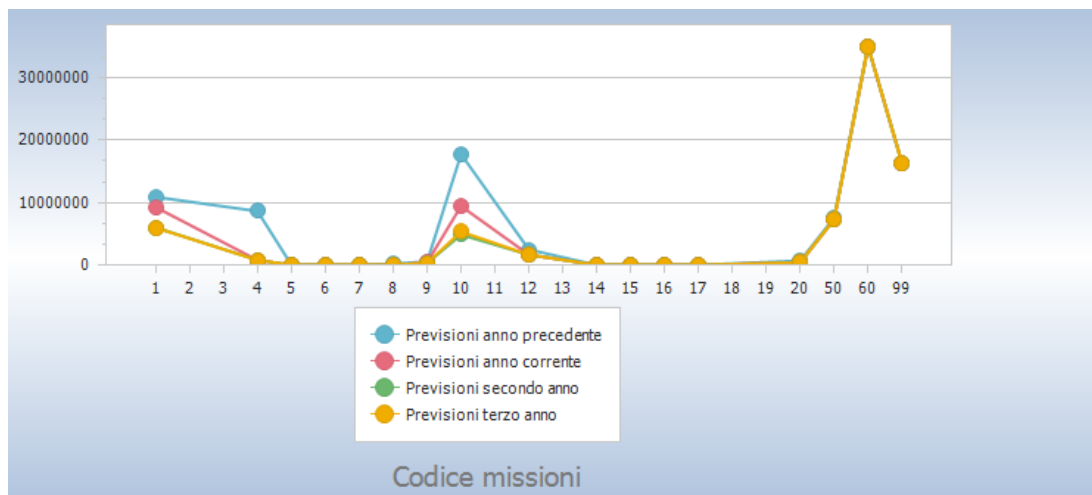 30000000
20000000
10000000
0
1 2 3 4 5 6 7 8 9 10 11 12 13 14 15 16 17 18 19 20 50 60 99
Previsioni anno precedente
Previsioni anno corrente
Previsioni secondo anno
Previsioni terzo anno
Codice missioni